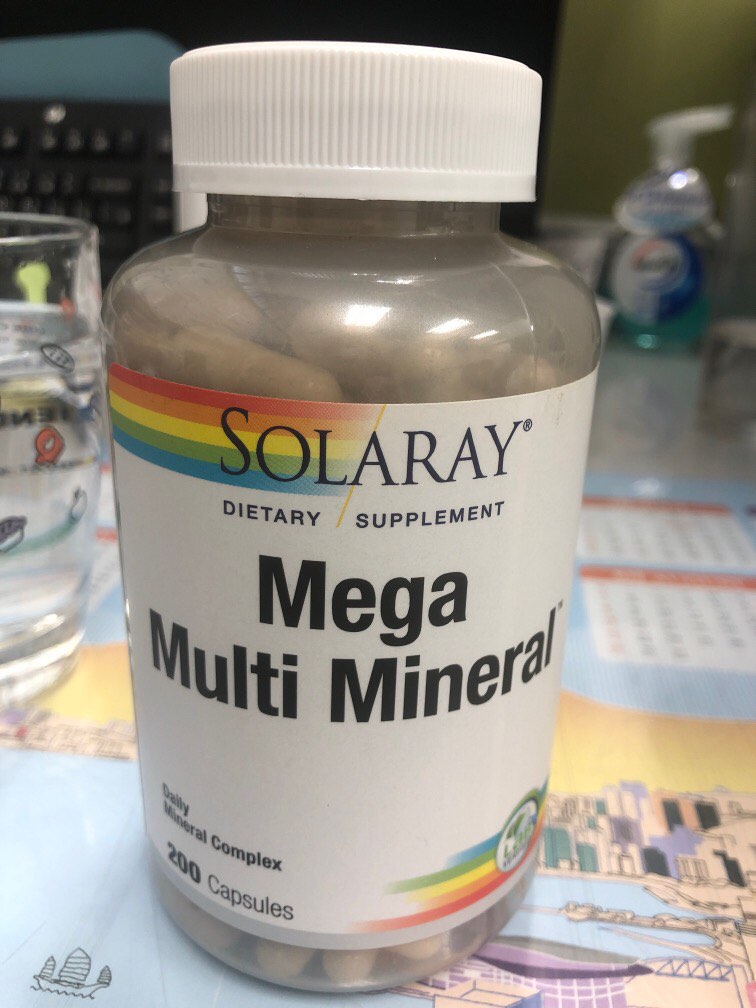 SOLARAY®
DIETARY / SUPPLEMENT
Mega
Multi Mineral™
Daily
Mineral Complex
200 Capsules